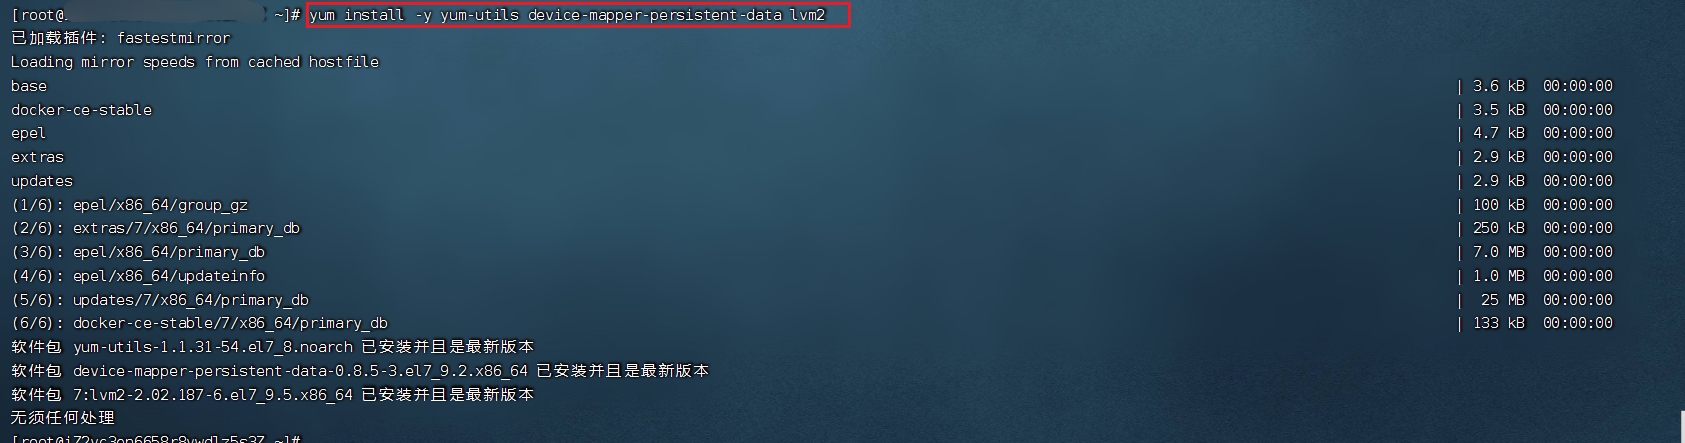 [root@ ~]# yum install -y yum-utils device-mapper-persistent-data lvm2
已加载插件: fastestmirror
Loading mirror speeds from cached hostfile
base | 3.6 kB 00:00:00
docker-ce-stable | 3.5 kB 00:00:00
epel | 4.7 kB 00:00:00
extras | 2.9 kB 00:00:00
updates | 2.9 kB 00:00:00
(1/6): epel/x86_64/group_gz | 100 kB 00:00:00
(2/6): extras/7/x86_64/primary_db | 250 kB 00:00:00
(3/6): epel/x86_64/primary_db | 7.0 MB 00:00:00
(4/6): epel/x86_64/updateinfo | 1.0 MB 00:00:00
(5/6): updates/7/x86_64/primary_db | 25 MB 00:00:00
(6/6): docker-ce-stable/7/x86_64/primary_db | 133 kB 00:00:00
软件包 yum-utils-1.1.31-54.el7_8.noarch 已安装并且是最新版本
软件包 device-mapper-persistent-data-0.8.5-3.el7_9.2.x86_64 已安装并且是最新版本
软件包 7:lvm2-2.02.187-6.el7_9.5.x86_64 已安装并且是最新版本
无须任何处理